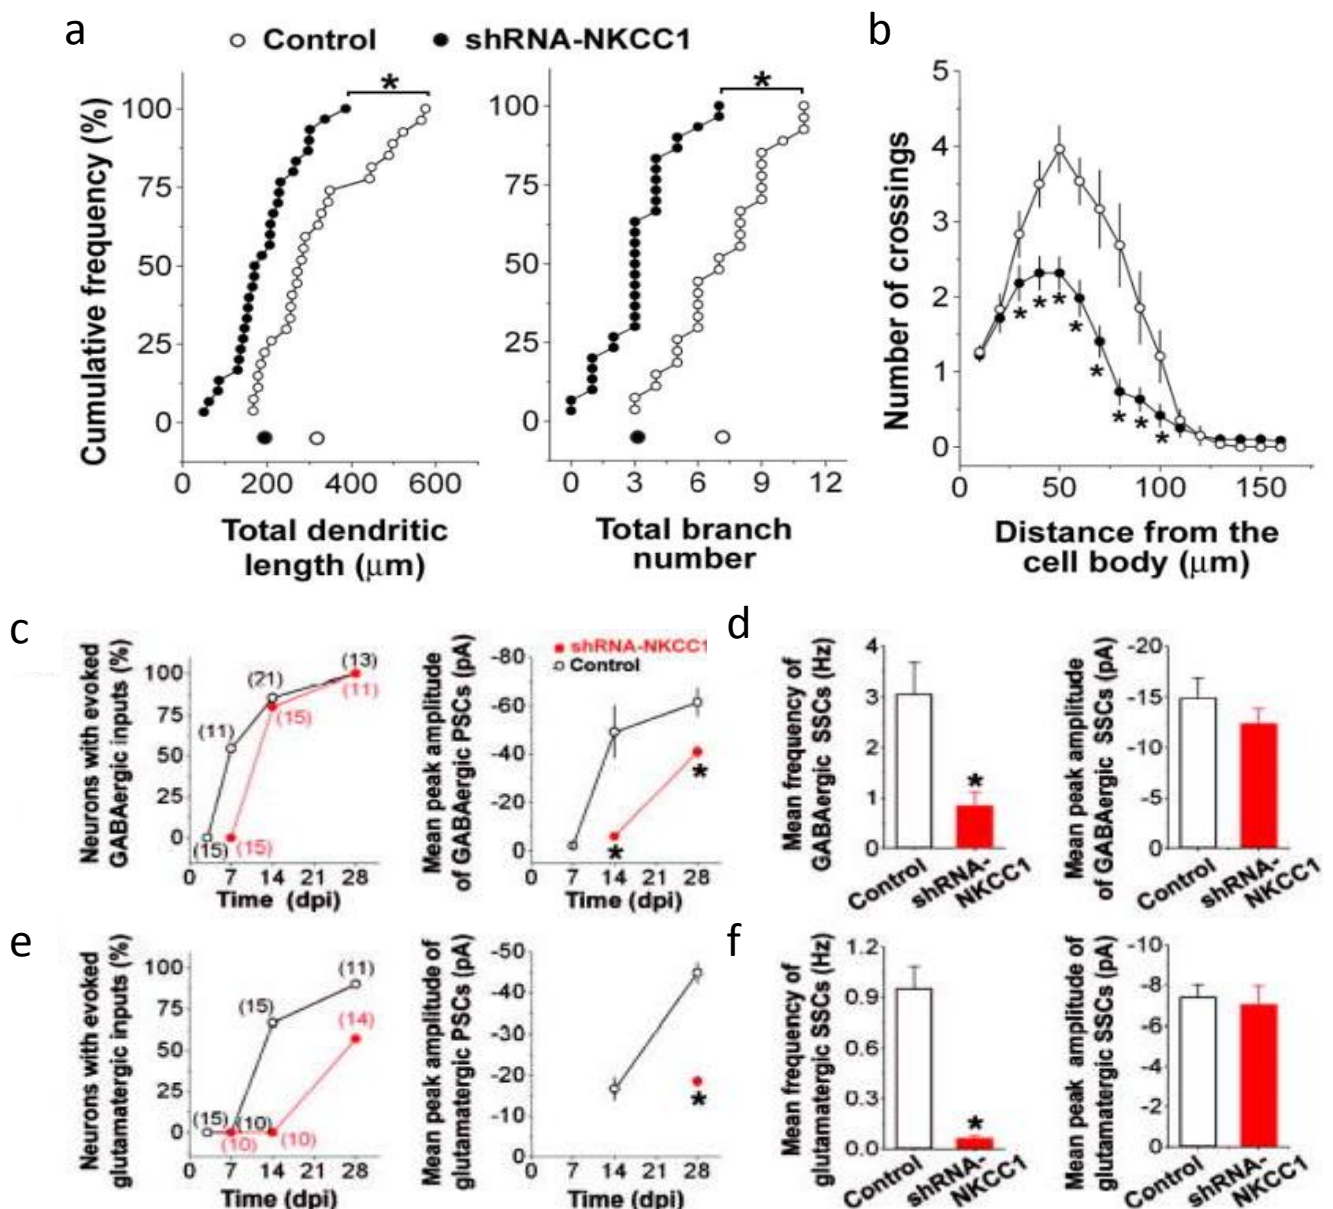 a
Control
shRNA-NKCC1
b
Cumulative frequency (%)
100
75
50
25
0
*
0 200 400 600
Total dendritic
length (μm)
100
75
50
25
0
*
0 3 6 9 12
Total branch
number
Number of crossings
5
4
3
2
1
0
* * * * * * * *
0 50 100 150
Distance from the
cell body (μm)
c
Neurons with evoked
GABAergic inputs (%)
100
75
50
25
0
(13)
(21)
(11)
(11)
(15)
(15)
(15)
0 7 14 21 28
Time (dpi)
Mean peak amplitude
of GABAergic PSCs (pA)
shRNA-NKCC1
Control
-80
-60
-40
-20
0
*
*
0 7 14 21 28
Time (dpi)
d
Mean frequency of
GABAergic SSCs (Hz)
4
3
2
1
0
*
Control
shRNA-
NKCC1
Mean peak amplitude
of GABAergic SSCs (pA)
-20
-15
-10
-5
0
Control
shRNA-
NKCC1
e
Neurons with evoked
glutamatergic inputs (%)
100
75
50
25
0
(11)
(15)
(14)
(15)
(10)
(10)
(10)
0 7 14 21 28
Time (dpi)
Mean peak amplitude of
glutamatergic PSCs (pA)
-50
-40
-30
-20
-10
0
*
0 7 14 21 28
Time (dpi)
f
Mean frequency of
glutamatergic SSCs (Hz)
1.2
0.9
0.6
0.3
0.0
*
Control
shRNA-
NKCC1
Mean peak amplitude of
glutamatergic SSCs (pA)
-10
-8
-6
-4
-2
0
Control
shRNA-
NKCC1